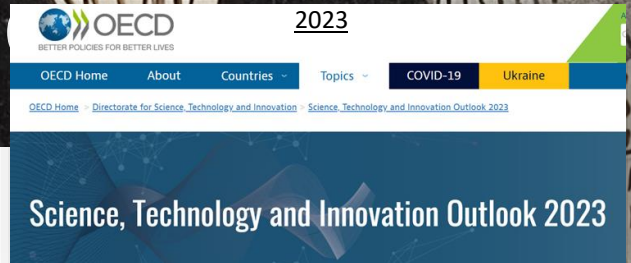 2023
OECD
BETTER POLICIES FOR BETTER LIVES
OECD Home About Countries Topics COVID-19 Ukraine
OECD Home > Directorate for Science, Technology and Innovation > Science, Technology and Innovation Outlook 2023
Science, Technology and Innovation Outlook 2023